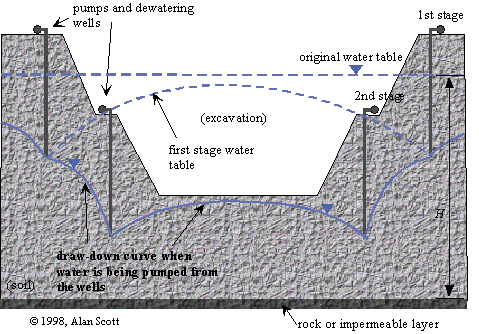 pumps and dewatering
wells
1st stage
original water table
2nd stage
(excavation)
first stage water
table
H
draw-down curve when
water is being pumped from
the wells
(soil)
© 1998, Alan Scott
rock or impermeable layer